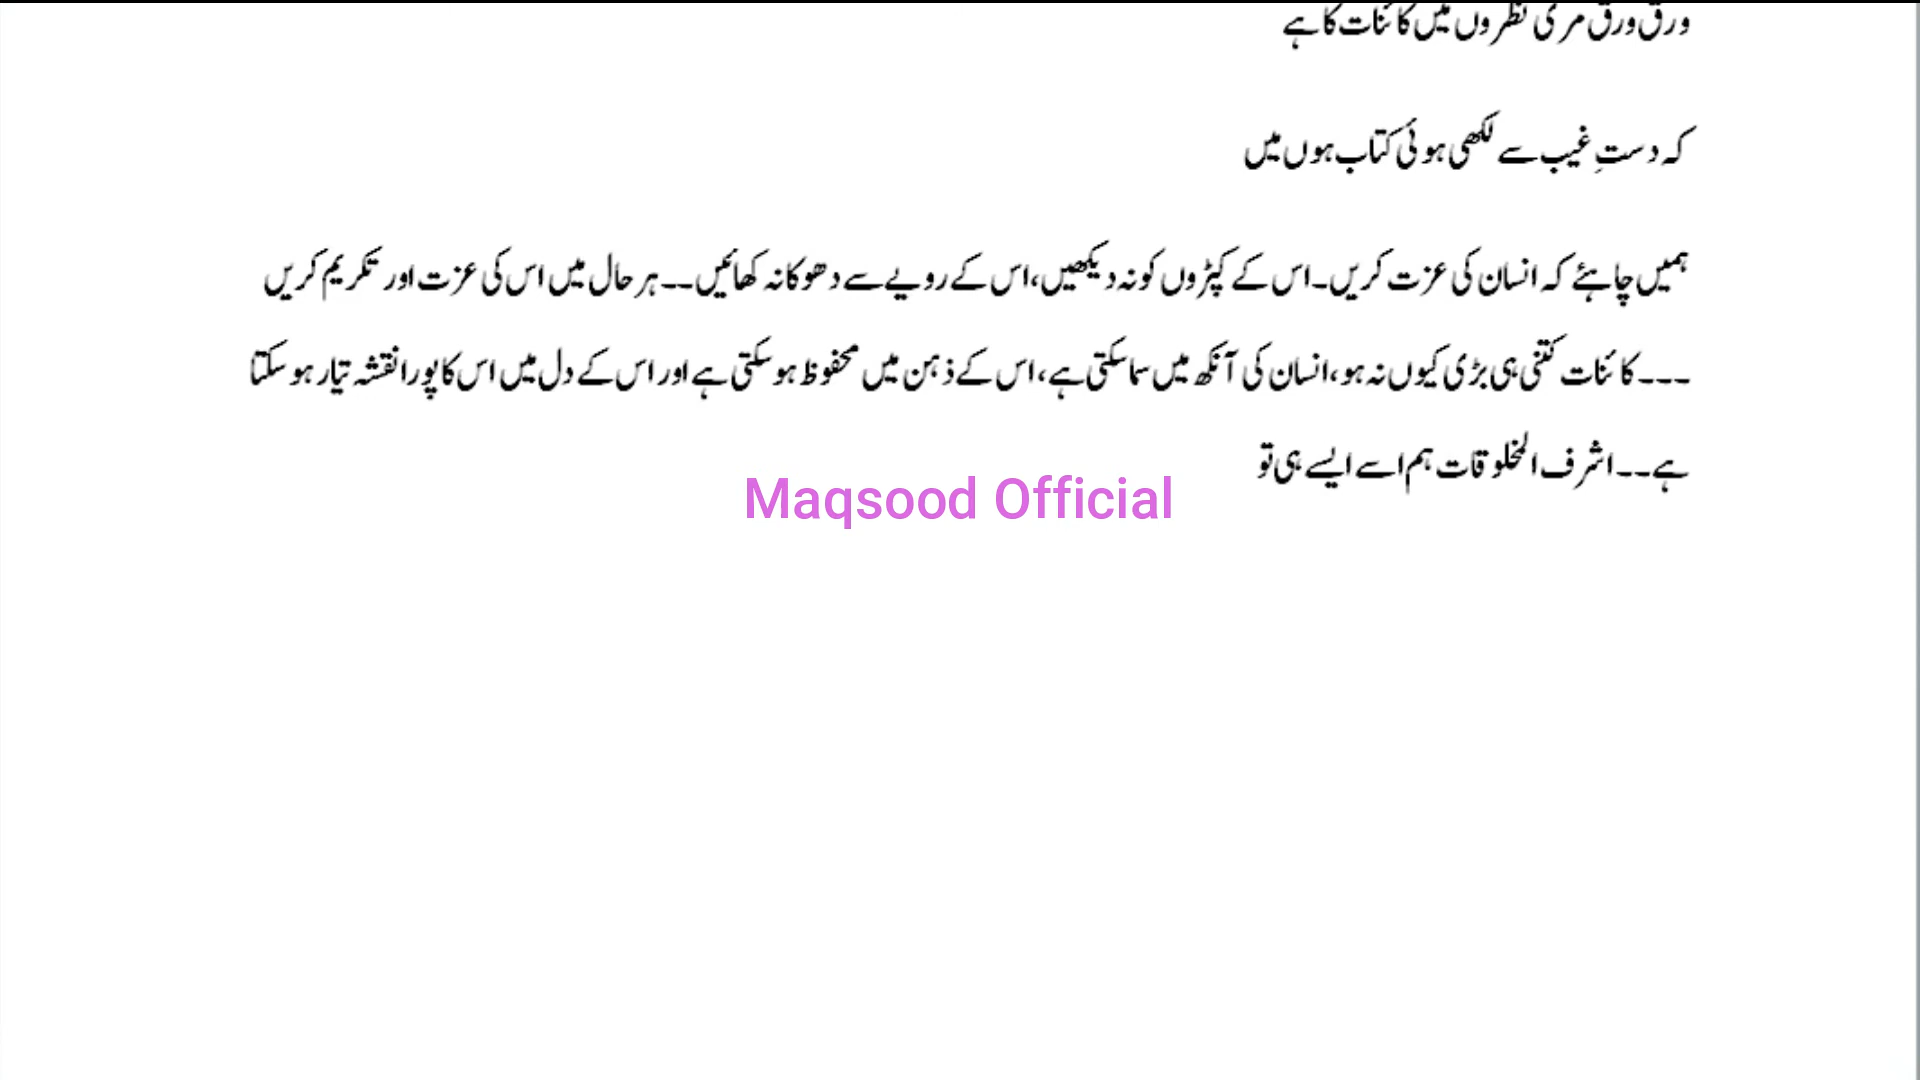 ورق ورق مری نظروں میں کائنات کا ہے
کہ دستِ غیب سے لکھی ہوئی کتاب ہوں میں
ہمیں چاہئے کہ انسان کی عزت کریں۔اس کے کپڑوں کو نہ دیکھیں،اس کے رویے سے دھوکا نہ کھائیں۔۔ہر حال میں اس کی عزت اور تکریم کریں
۔۔۔کائنات کتنی ہی بڑی کیوں نہ ہو،انسان کی آنکھ میں سما سکتی ہے،اس کے ذہن میں محفوظ ہو سکتی ہے اور اس کے دل میں اس کا پورا نقشہ تیار ہو سکتا
ہے۔۔اشرف المخلوقات ہم اسے ایسے ہی تو
Maqsood Official